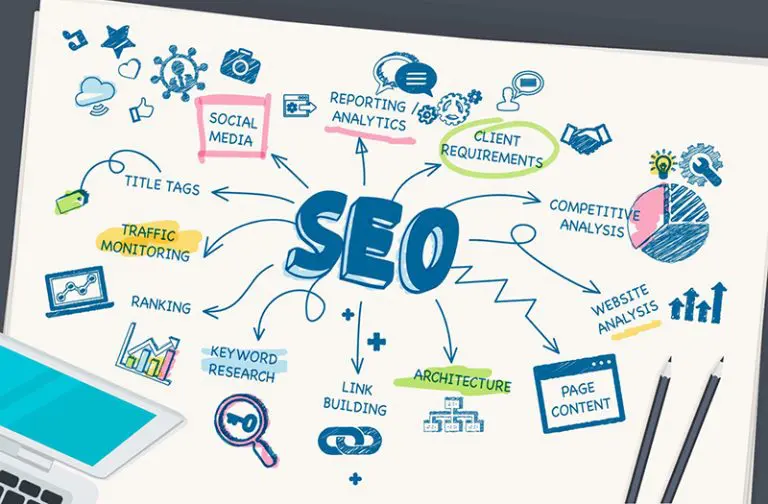 SOCIAL
MEDIA
REPORTING /
ANALYTICS
CLIENT
REQUIREMENTS
TITLE TAGS
SEO
COMPETITIVE
ANALYSIS
TRAFFIC
MONITORING
RANKING
WEBSITE
ANALYSIS
KEYWORD
RESEARCH
LINK
BUILDING
ARCHITECTURE
PAGE
CONTENT